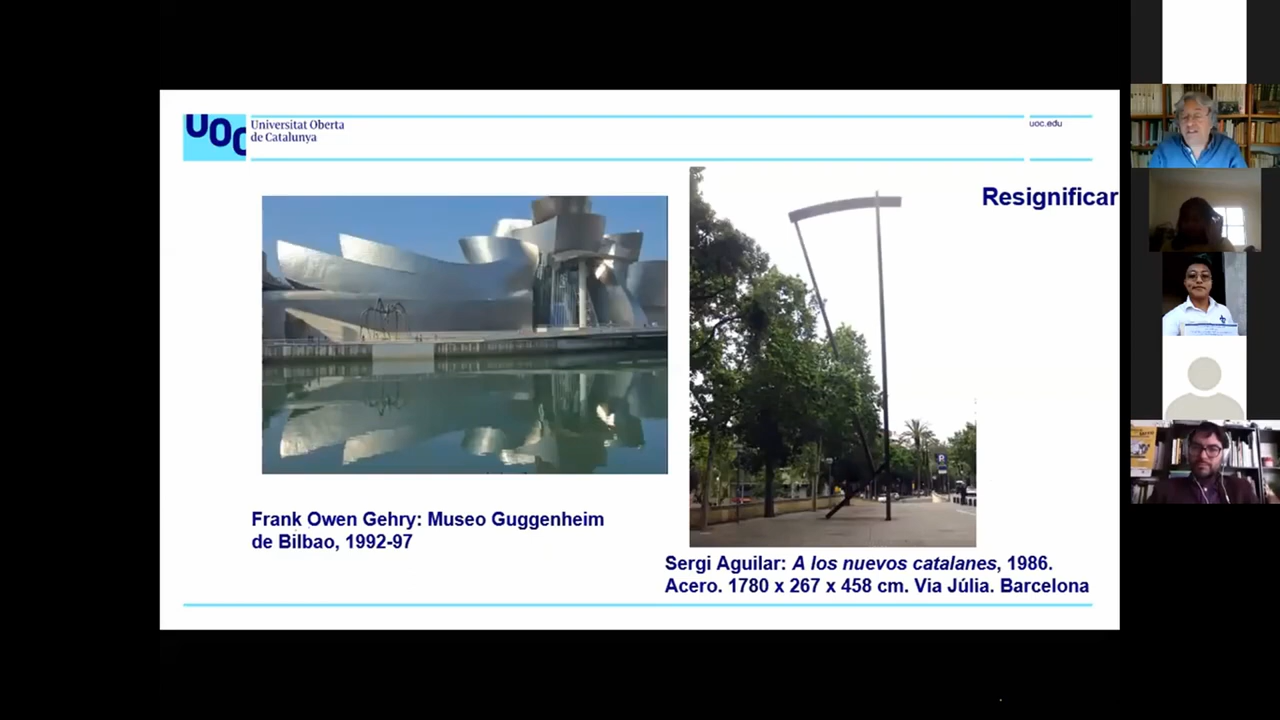 UOC
Universitat Oberta
de Catalunya
uoc.edu
Resignificar
Frank Owen Gehry: Museo Guggenheim
de Bilbao, 1992-97
Sergi Aguilar: A los nuevos catalanes, 1986.
Acero. 1780 x 267 x 458 cm. Via Júlia. Barcelona